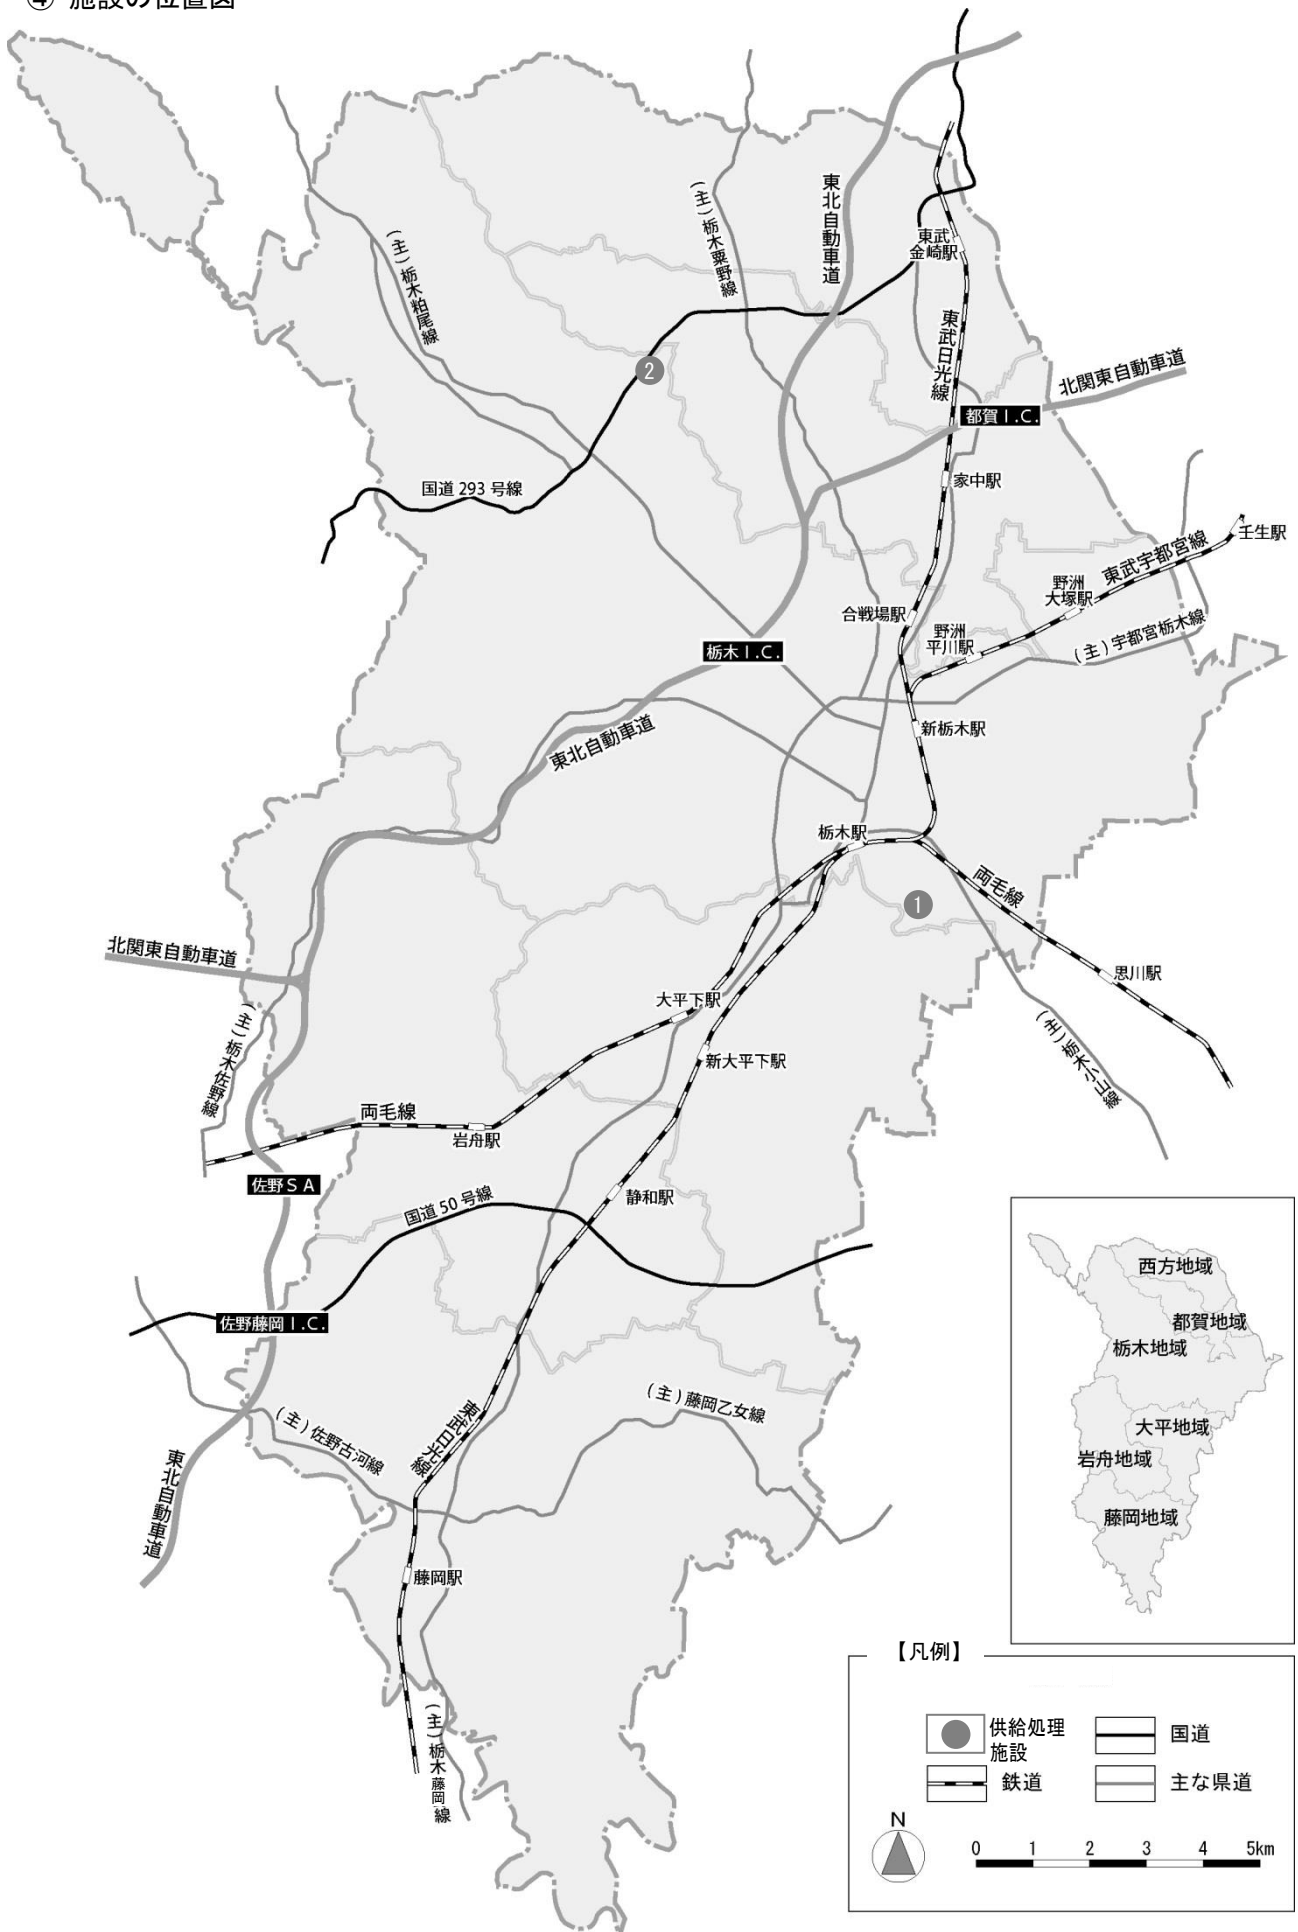 ④ 施設の位置図
(主)栃木粕尾線
(主)栃木粟野線
東北自動車道
東武
金崎駅
東武日光線
北関東自動車道
都賀I.C.
2
国道293号線
家中駅
壬生駅
東武宇都宮線
野洲
大塚駅
合戦場駅
野洲
平川駅
(主)宇都宮栃木線
栃木I.C.
新栃木駅
東北自動車道
栃木駅
両毛線
1
北関東自動車道
思川駅
大平下駅
(主)栃木佐野線
(主)栃木小山線
新大平下駅
両毛線
岩舟駅
佐野SA
静和駅
国道50号線
佐野藤岡I.C.
(主)藤岡乙女線
(主)佐野古河線
東武日光線
東北自動車道
藤岡駅
(主)栃木藤岡線
西方地域
都賀地域
栃木地域
大平地域
岩舟地域
藤岡地域
【凡例】
供給処理
施設
国道
鉄道
主な県道
N
0 1 2 3 4 5km